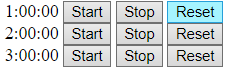 1:00:00 Start Stop Reset
2:00:00 Start Stop Reset
3:00:00 Start Stop Reset